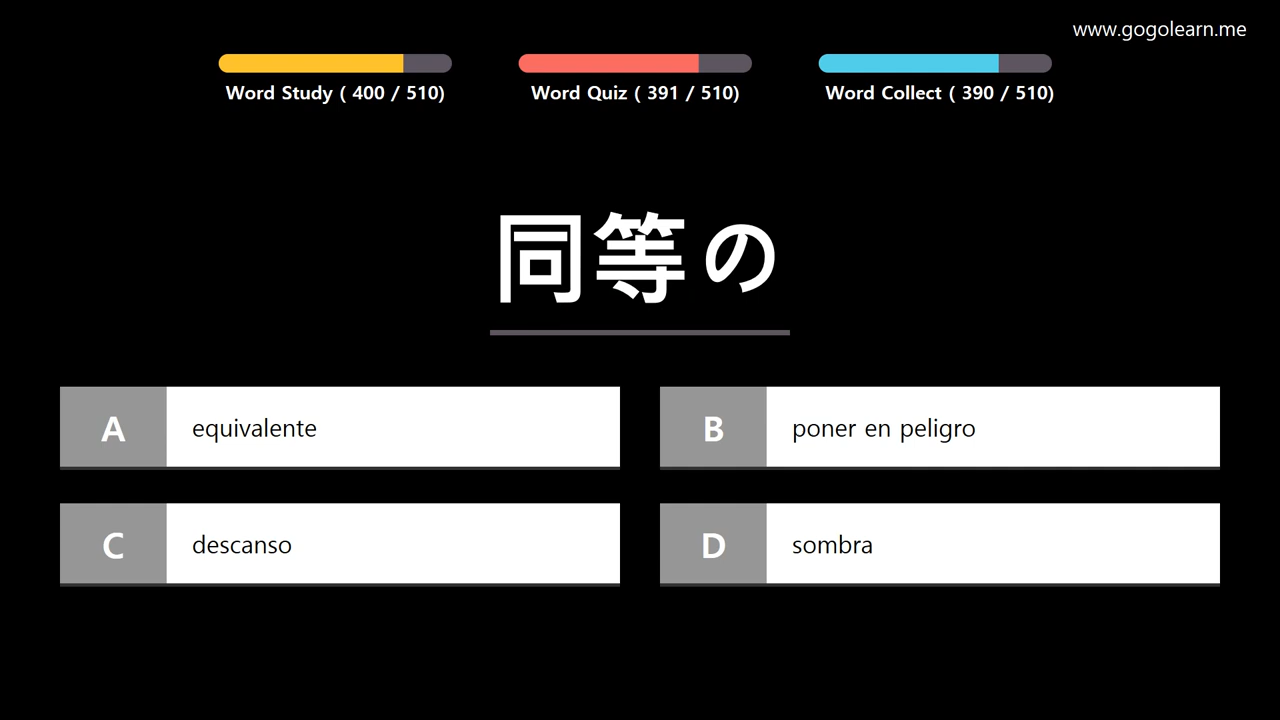 www.gogolearn.me
Word Study ( 400 / 510)
Word Quiz ( 391 / 510)
Word Collect ( 390 / 510)
同等の
A equivalente
B poner en peligro
C descanso
D sombra